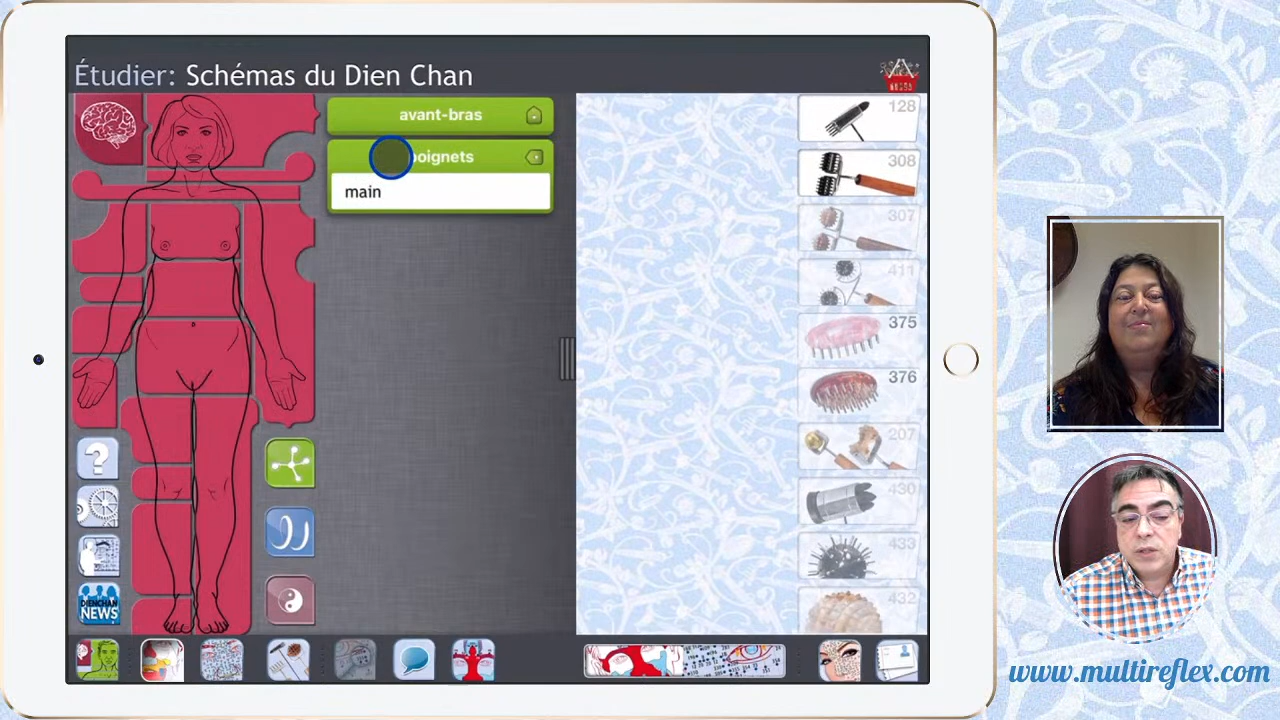 Étudier: Schémas du Dien Chan
avant-bras
poignets
main
128
308
307
411
375
376
207
430
433
432
?
DIENCHAN
NEWS
www.multireflex.com